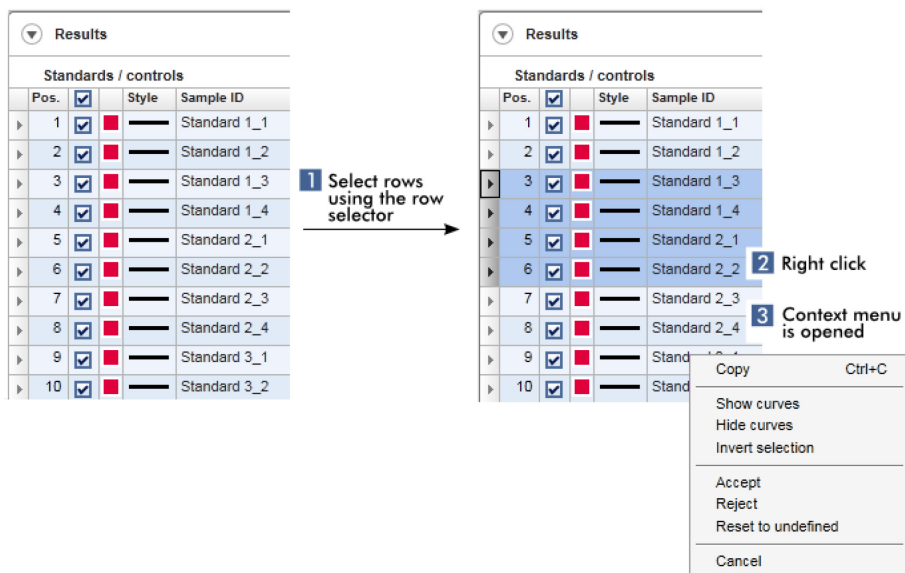 Results
Standards / controls
Pos. Style Sample ID
1 Standard 1_1
2 Standard 1_2
3 Standard 1_3
4 Standard 1_4
5 Standard 2_1
6 Standard 2_2
7 Standard 2_3
8 Standard 2_4
9 Standard 3_1
10 Standard 3_2
1 Select rows
using the row
selector
Results
Standards / controls
Pos. Style Sample ID
1 Standard 1_1
2 Standard 1_2
3 Standard 1_3
4 Standard 1_4
5 Standard 2_1
6 Standard 2_2
7 Standard 2_3
8 Standard 2_4
9
10
2 Right click
3 Context menu
is opened
Copy Ctrl+C
Show curves
Hide curves
Invert selection
Accept
Reject
Reset to undefined
Cancel